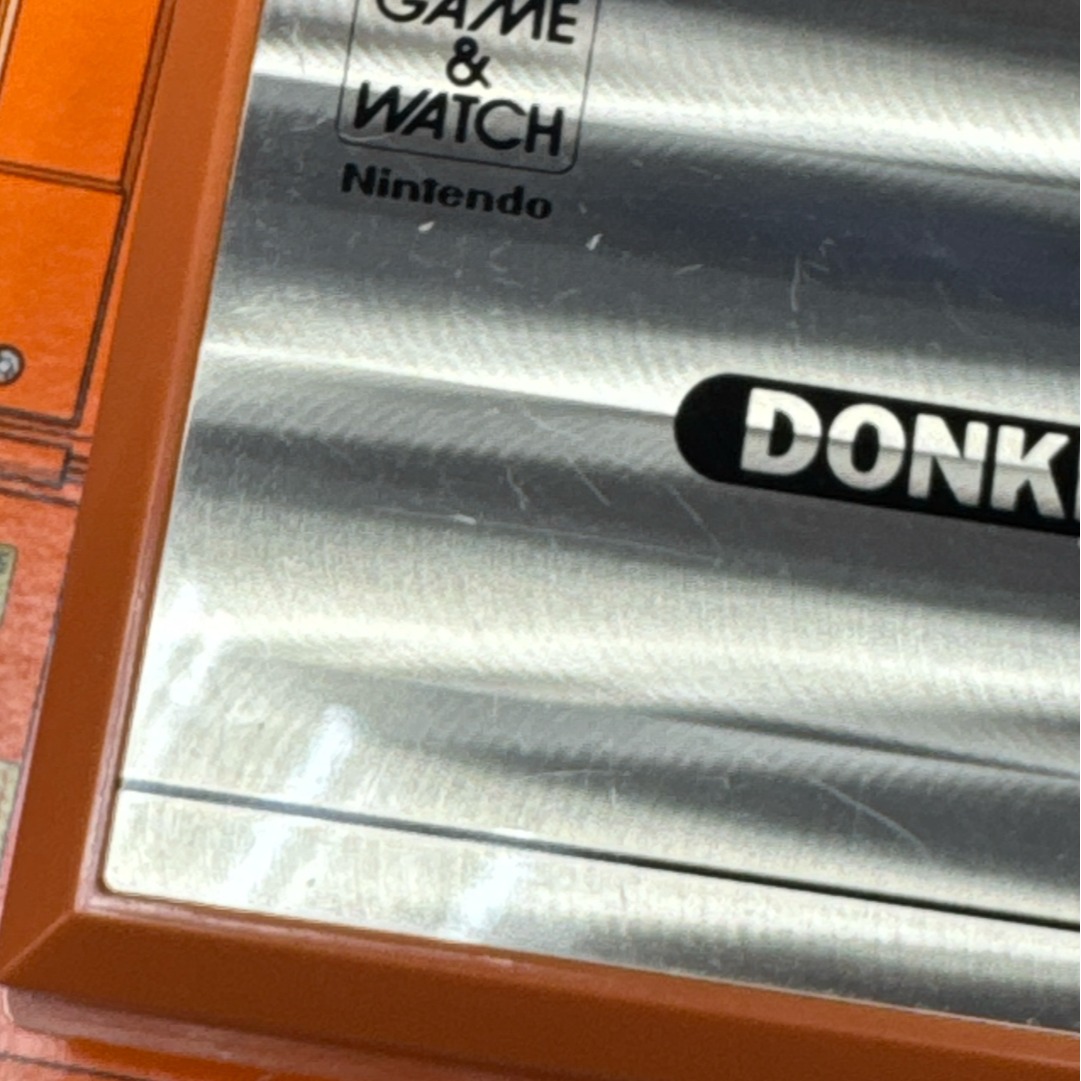 GAME
&
WATCH
Nintendo
DONK